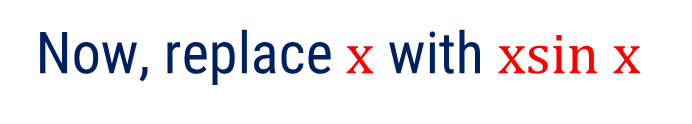 Now, replace x with xsin x